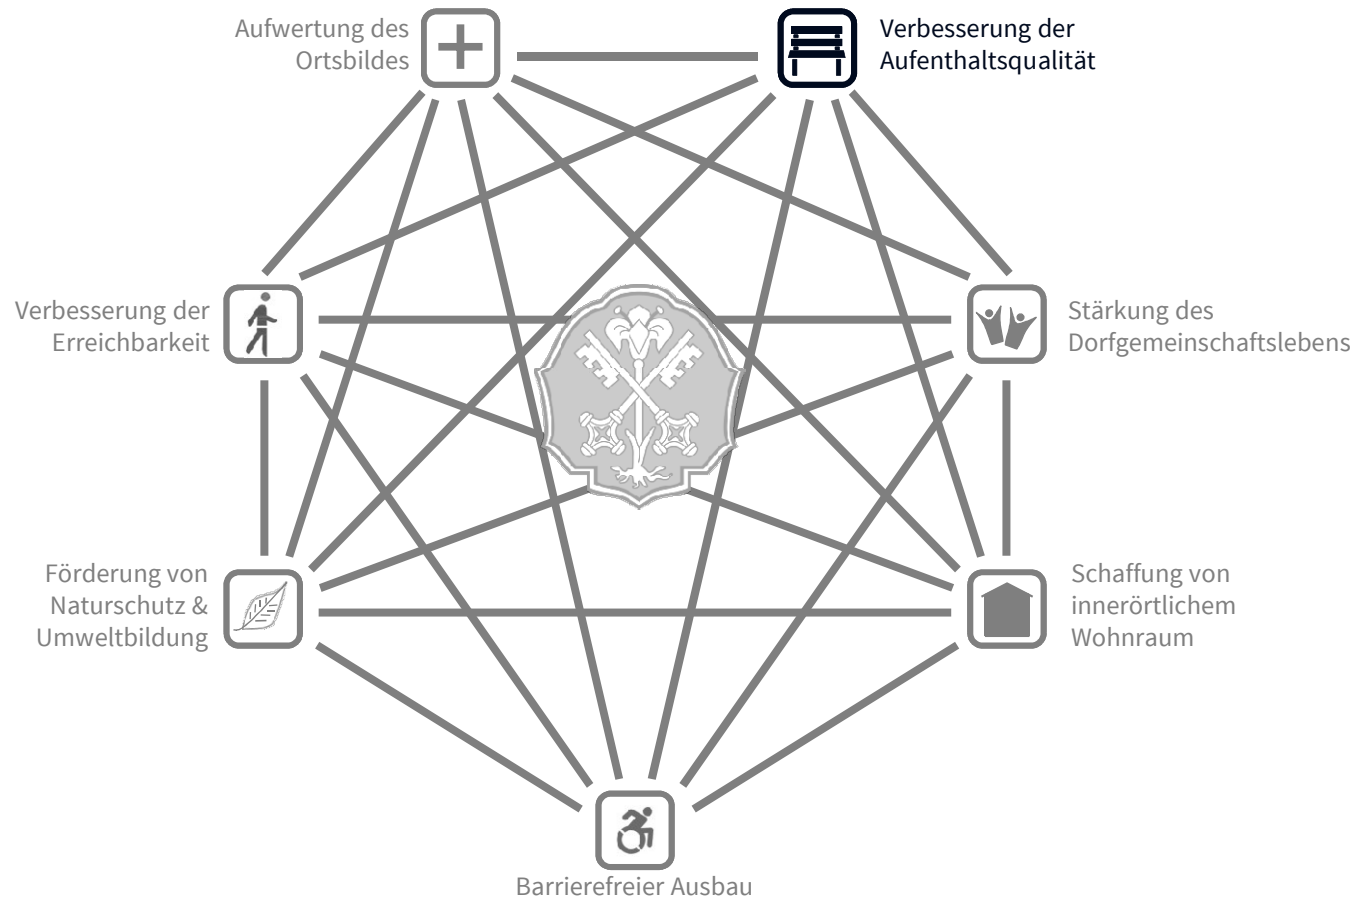 Aufwertung des
Ortsbildes
Verbesserung der
Aufenthaltsqualität
Verbesserung der
Erreichbarkeit
Stärkung des
Dorfgemeinschaftslebens
Förderung von
Naturschutz &
Umweltbildung
Schaffung von
innerörtlichem
Wohnraum
Barrierefreier Ausbau